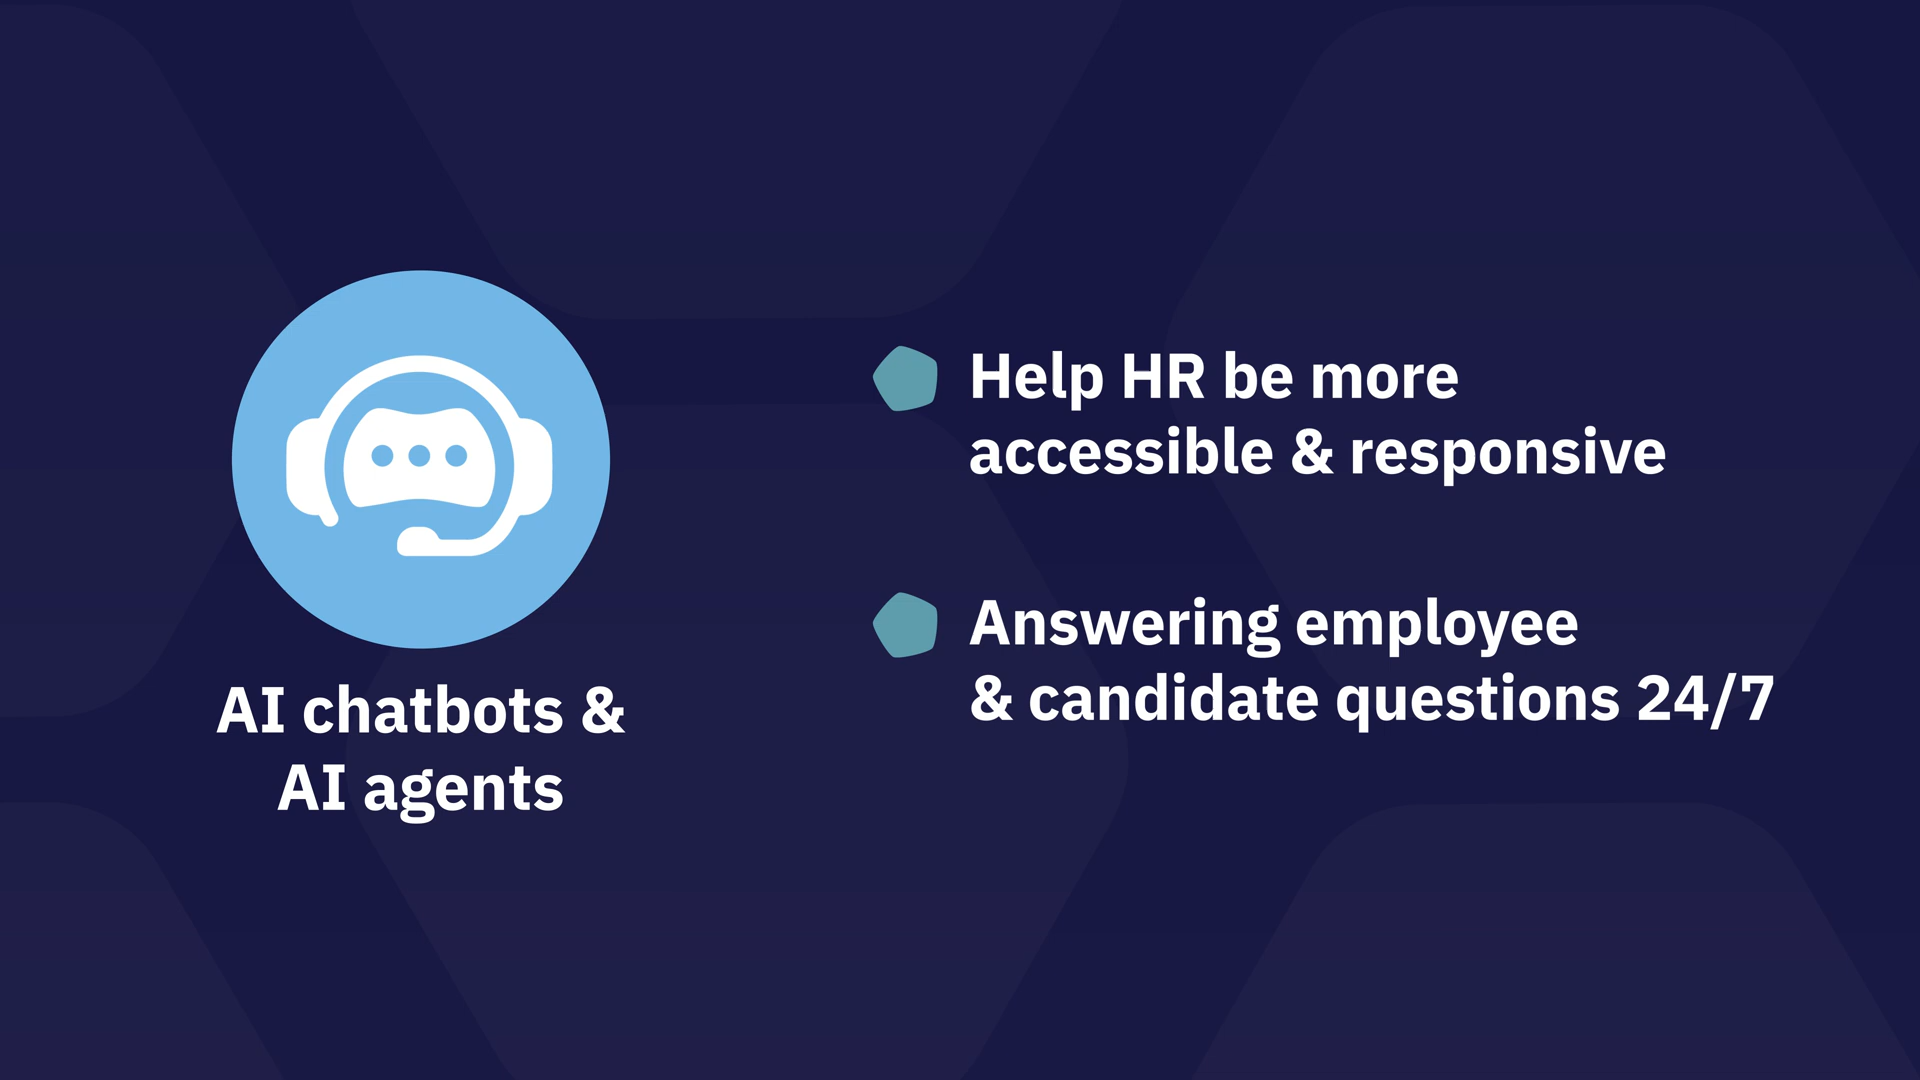 AI chatbots &
AI agents
Help HR be more
accessible & responsive
Answering employee
& candidate questions 24/7